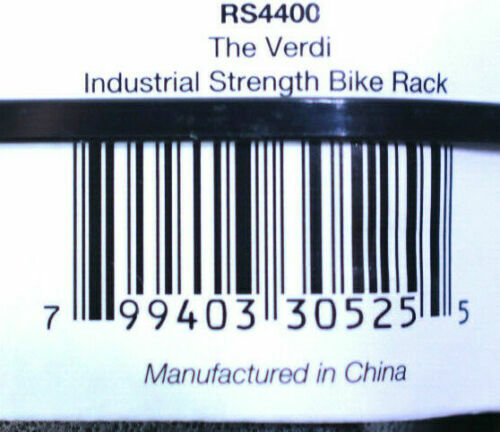 RS4400
The Verdi
Industrial Strength Bike Rack
7 99403 30525 5
Manufactured in China